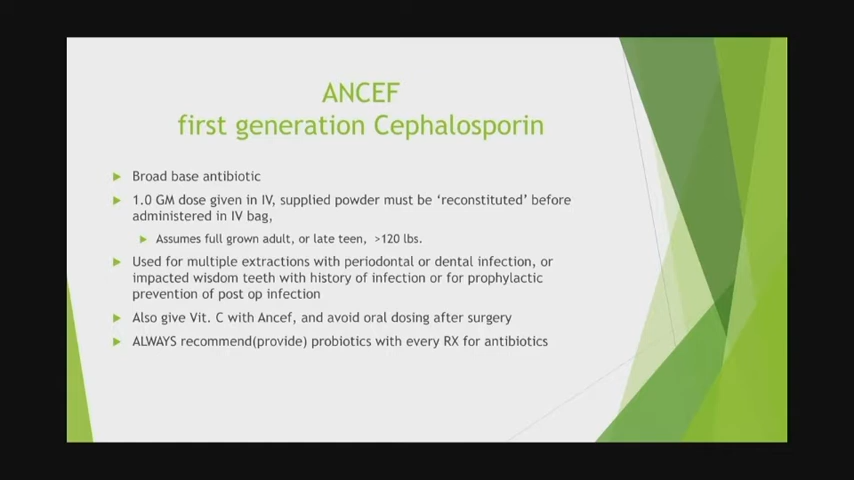 ANCEF
first generation Cephalosporin
Broad base antibiotic
1.0 GM dose given in IV, supplied powder must be ‘reconstituted’ before
administered in IV bag,
Assumes full grown adult, or late teen, >120 lbs.
Used for multiple extractions with periodontal or dental infection, or
impacted wisdom teeth with history of infection or for prophylactic
prevention of post op infection
Also give Vit. C with Ancef, and avoid oral dosing after surgery
ALWAYS recommend(provide) probiotics with every RX for antibiotics